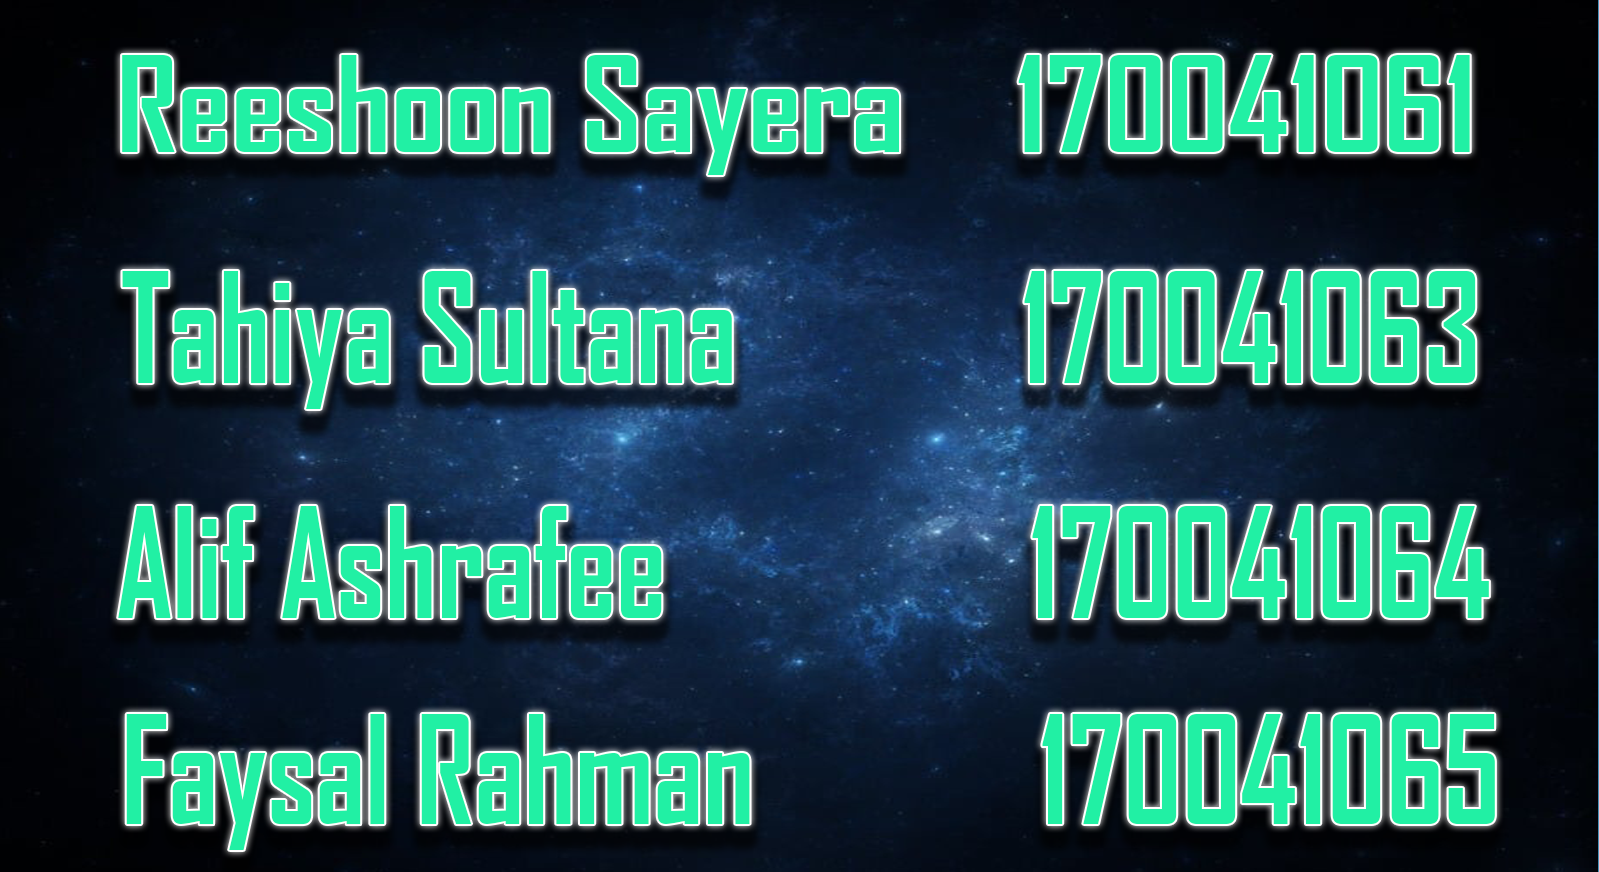 Reeshoon Sayera 170041061
Tahiya Sultana 170041063
Alif Ashrafee 170041064
Faysal Rahman 170041065